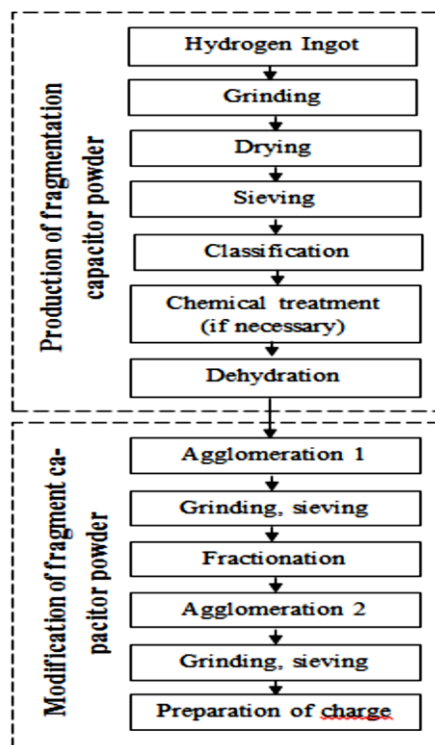 Production of fragmentation
capacitor powder
Hydrogen Ingot
Grinding
Drying
Sieving
Classification
Chemical treatment
(if necessary)
Dehydration
Modification of fragment ca-
pacitor powder
Agglomeration 1
Grinding, sieving
Fractionation
Agglomeration 2
Grinding, sieving
Preparation of charge